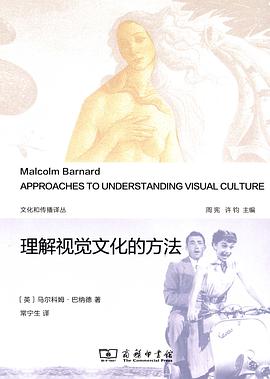 Malcolm Barnard
APPROACHES TO UNDERSTANDING VISUAL CULTURE
文化和传播译丛 周宪 许钧 主编
理解视觉文化的方法
［英］马尔科姆·巴纳德 著
常宁生 译
商务印书馆
The Commercial Press